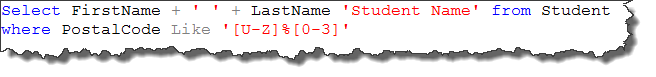 Select FirstName + ' ' + LastName 'Student Name' from Student
where PostalCode Like '[U-Z]%[0-3]'